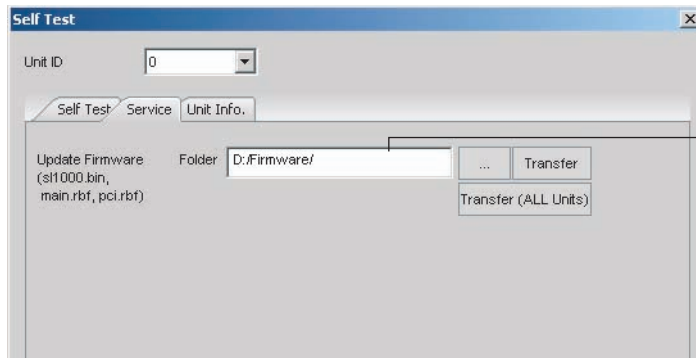 Self Test
Unit ID 0
Self Test Service Unit Info.
Update Firmware Folder D:/Firmware/ ... Transfer
(sl1000.bin,
main.rbf, pci.rbf)
Transfer (ALL Units)